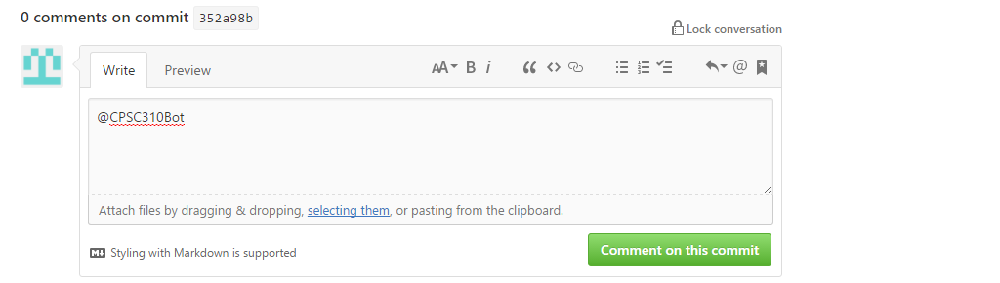 0 comments on commit 352a98b
Lock conversation
Write Preview AA B i
@CPSC310Bot
Attach files by dragging & dropping, selecting them, or pasting from the clipboard.
Styling with Markdown is supported
Comment on this commit